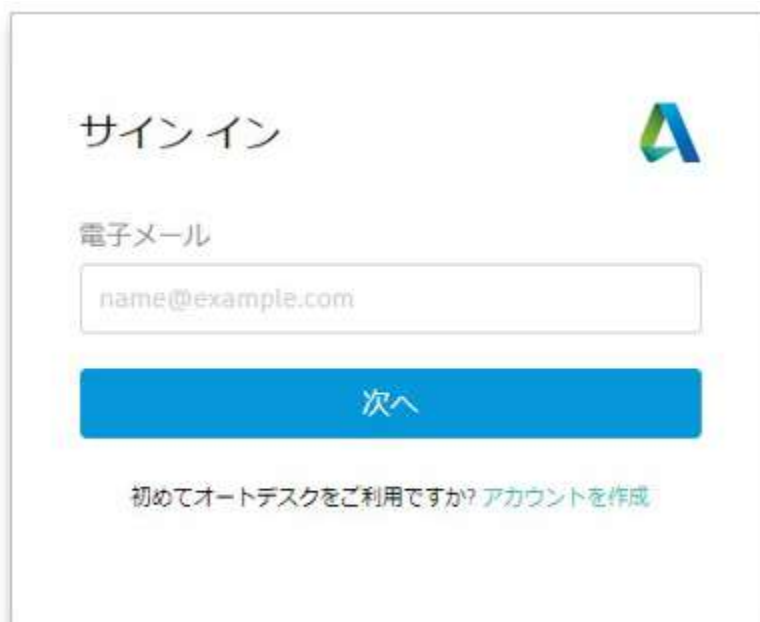 サイン イン
電子メール
name@example.com
次へ
初めてオートデスクをご利用ですか? アカウントを作成